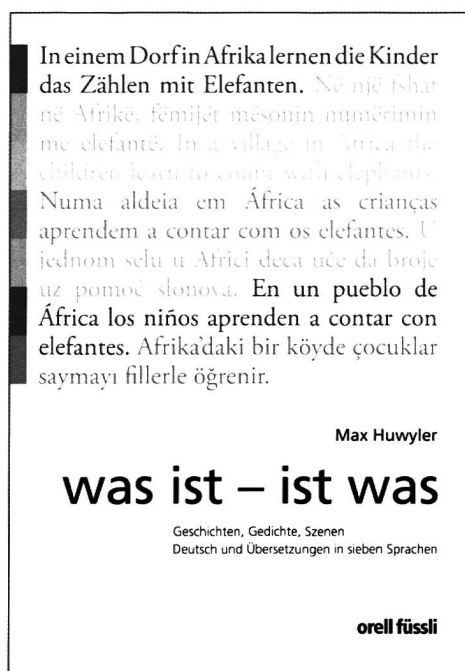 In einem Dorf in Afrika lernen die Kinder
das Zählen mit Elefanten. Në një fshat
në Afrikë, fëmijët mësonin numërimin
me elefantë. In a village in Africa the
children learn to count with elephants.
Numa aldeia em África as crianças
aprendem a contar com os elefantes. U
jednom selu u Africi deca uče da broje
uz pomoć slonova. En un pueblo de
África los niños aprenden a contar con
elefantes. Afrika'daki bir köyde çocuklar
saymayı fillerle öğrenir.
Max Huwyler
was ist – ist was
Geschichten, Gedichte, Szenen
Deutsch und Übersetzungen in sieben Sprachen
orell füssli